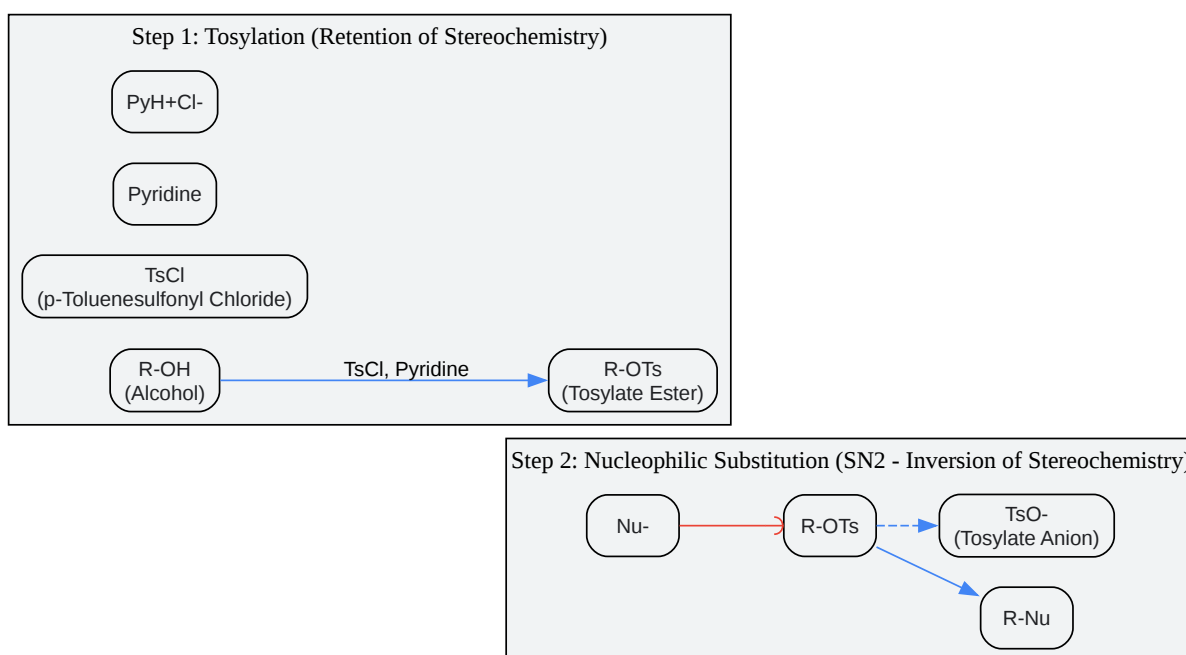 Step 1: Tosylation (Retention of Stereochemistry)
PyH+Cl-
Pyridine
TsCl
(p-Toluenesulfonyl Chloride)
R-OH
(Alcohol)
TsCl, Pyridine
R-OTs
(Tosylate Ester)
Step 2: Nucleophilic Substitution (SN2 - Inversion of Stereochemistry)
Nu-
R-OTs
TsO-
(Tosylate Anion)
R-Nu